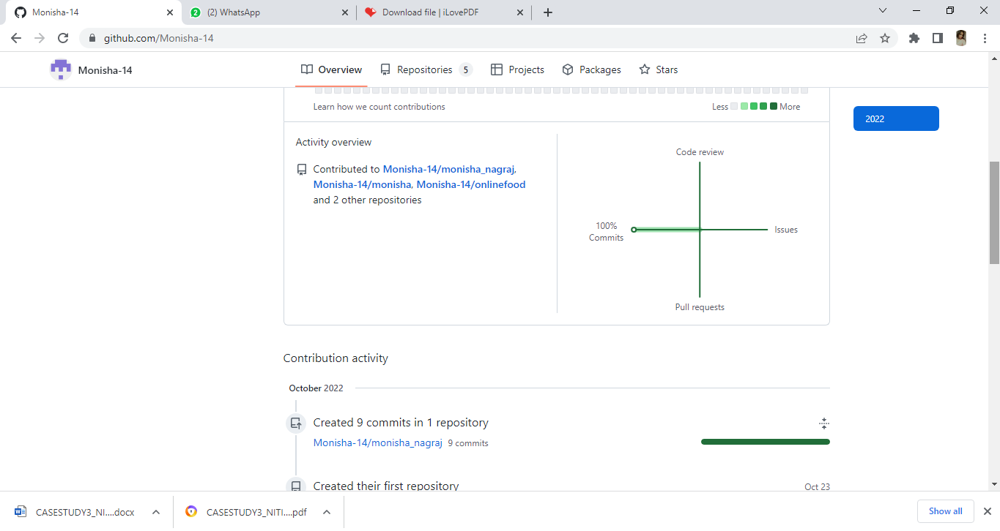 Monisha-14
2
(2) WhatsApp
Download file | iLovePDF
github.com/Monisha-14
Monisha-14
Overview
Repositories 5
Projects
Packages
Stars
Learn how we count contributions
Less
More
2022
Activity overview
Contributed to Monisha-14/monisha_nagraj,
Monisha-14/monisha, Monisha-14/onlinefood
and 2 other repositories
Code review
100%
Commits
Issues
Pull requests
Contribution activity
October 2022
Created 9 commits in 1 repository
Monisha-14/monisha_nagraj 9 commits
Created their first repository
Oct 23
CASESTUDY3_NI....docx
CASESTUDY3_NITI....pdf
Show all